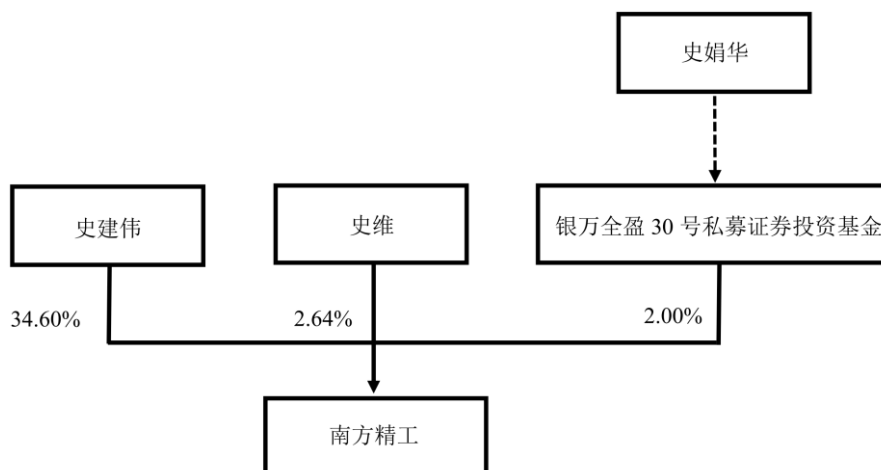 史娟华
史建伟
史维
银万全盈 30 号私募证券投资基金
34.60%
2.64%
2.00%
南方精工